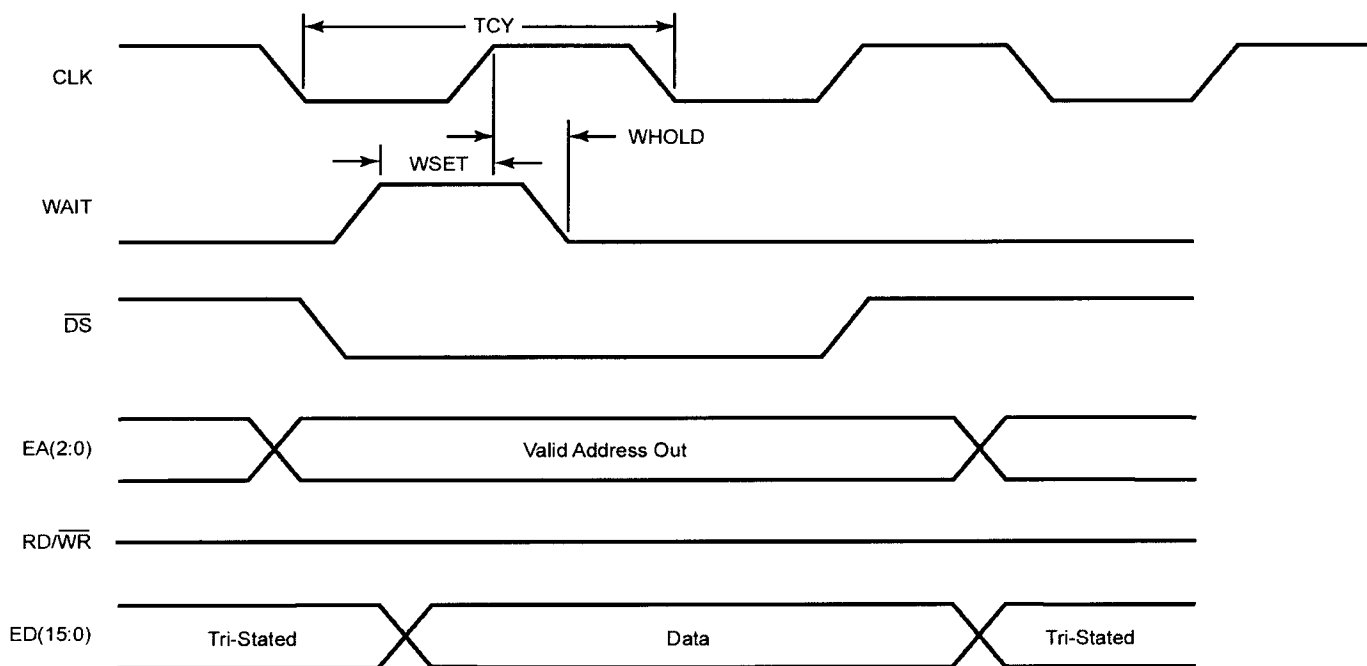 TCY
CLK
WHOLD
WSET
WAIT
DS
EA(2:0)
Valid Address Out
RD/WR
ED(15:0)
Tri-Stated
Data
Tri-Stated